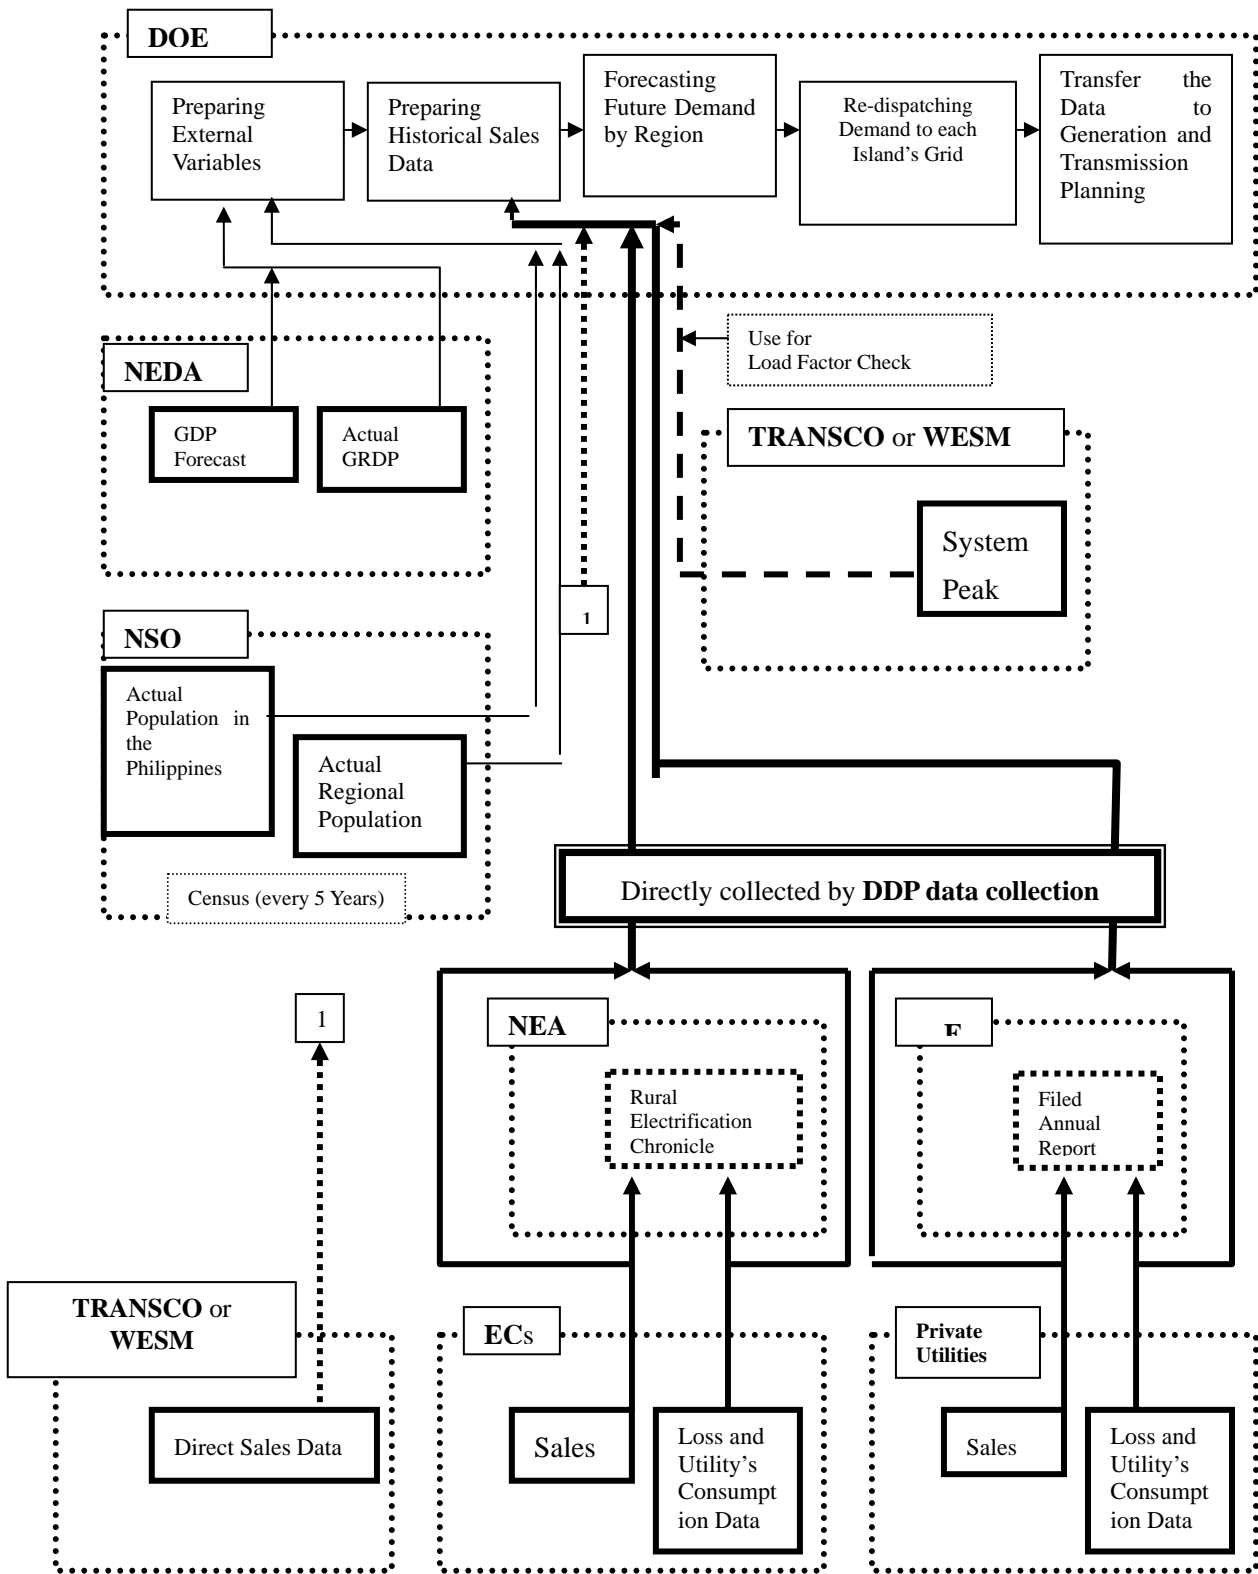 DOE
Preparing
External
Variables
Preparing
Historical Sales
Data
Forecasting
Future Demand
by Region
Re-dispatching
Demand to each
Island's Grid
Transfer the
Data to
Generation and
Transmission
Planning
Use for
Load Factor Check
NEDA
GDP
Forecast
Actual
GRDP
TRANSCO or WESM
System
Peak
1
NSO
Actual
Population in
the
Philippines
Actual
Regional
Population
Census (every 5 Years)
Directly collected by DDP data collection
1
NEA
Rural
Electrification
Chronicle
Filed
Annual
Report
TRANSCO or
WESM
Direct Sales Data
ECs
Sales
Loss and
Utility's
Consumpt
ion Data
Private
Utilities
Sales
Loss and
Utility's
Consumpt
ion Data